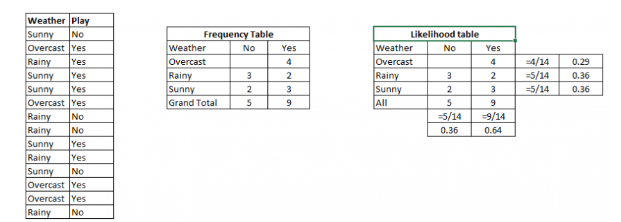 Weather Play
Sunny No
Overcast Yes
Rainy Yes
Sunny Yes
Sunny Yes
Overcast Yes
Rainy No
Rainy No
Sunny Yes
Rainy Yes
Sunny No
Overcast Yes
Overcast Yes
Rainy No
Frequency Table
Weather No Yes
Overcast 4
Rainy 3 2
Sunny 2 3
Grand Total 5 9
Likelihood table
Weather No Yes
Overcast 4 =4/14 0.29
Rainy 3 2 =5/14 0.36
Sunny 2 3 =5/14 0.36
All 5 9
=5/14 =9/14
0.36 0.64